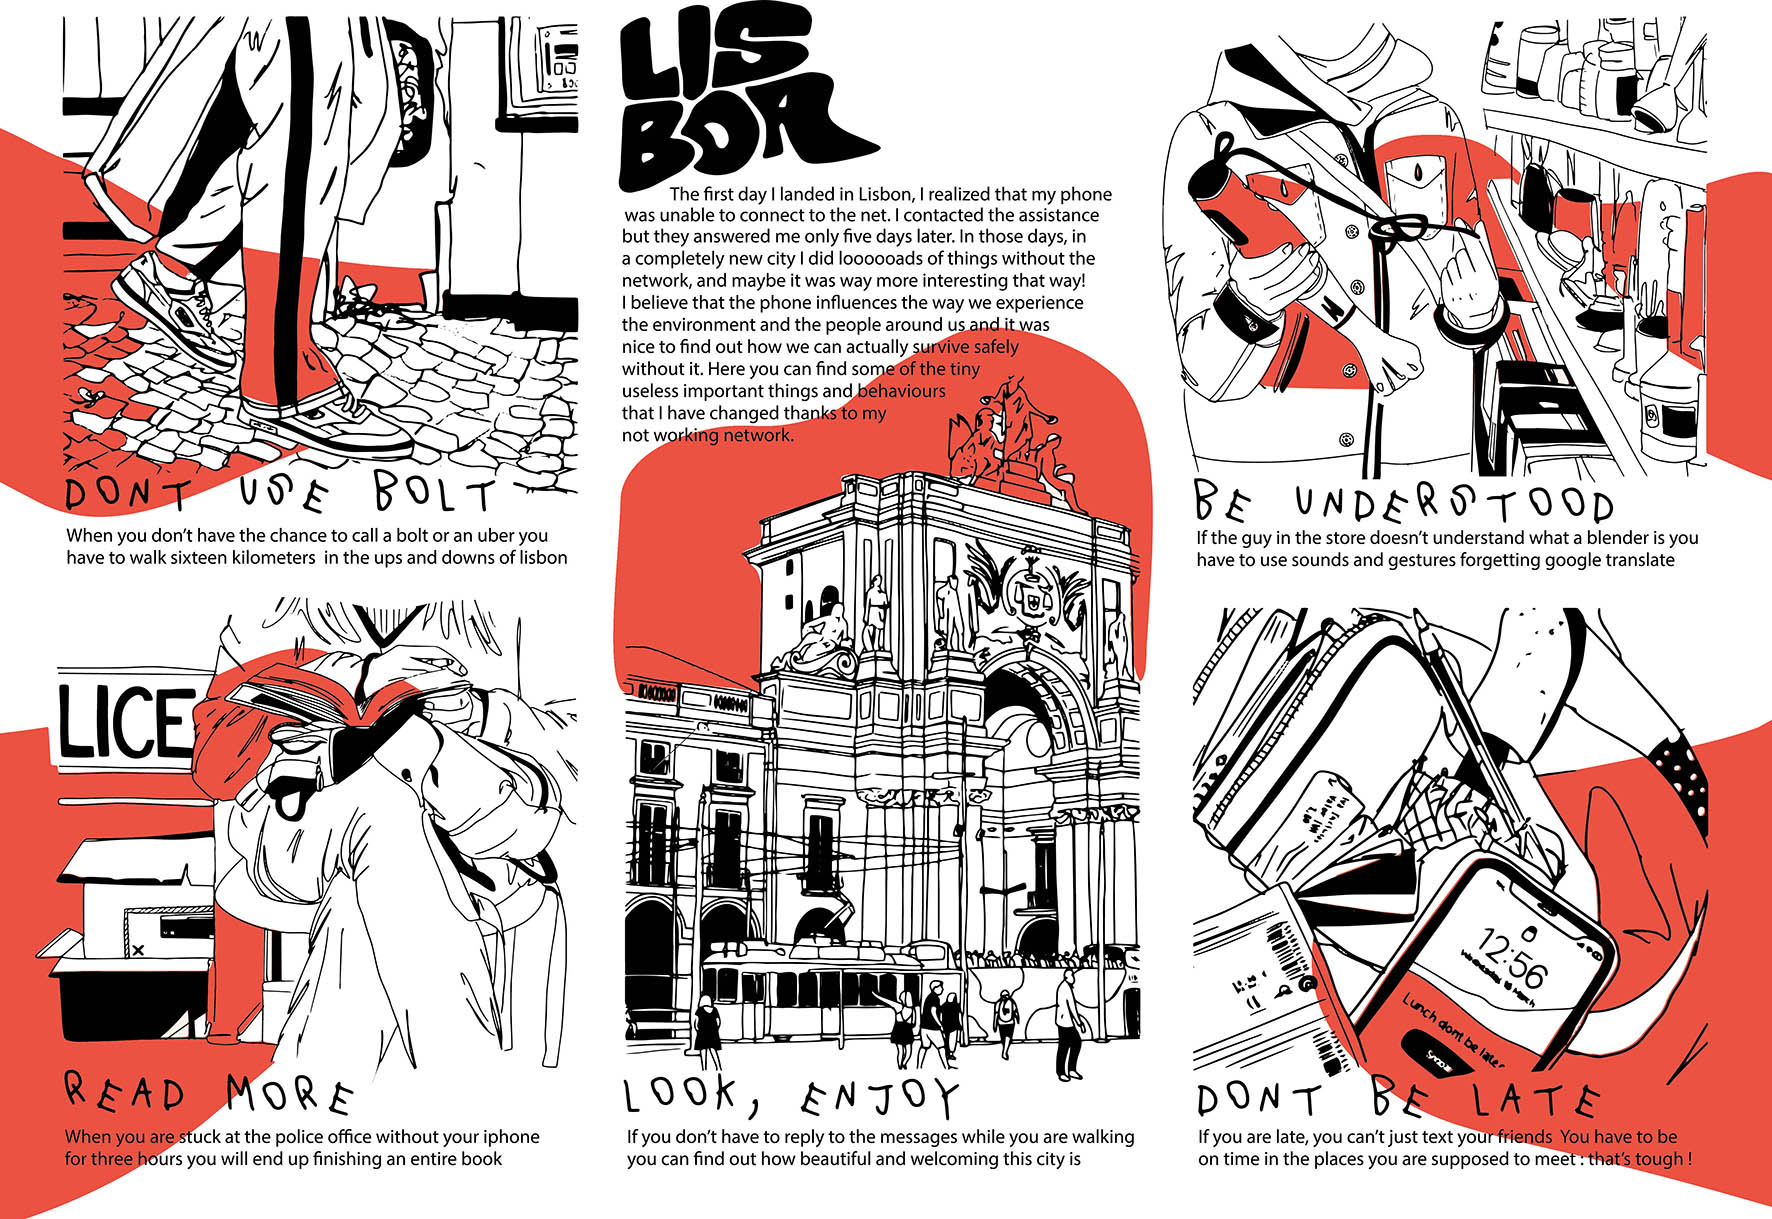 LIS
BOA
The first day I landed in Lisbon, I realized that my phone
was unable to connect to the net. I contacted the assistance
but they answered me only five days later. In those days, in
a completely new city I did loooooads of things without the
network, and maybe it was way more interesting that way!
I believe that the phone influences the way we experience
the environment and the people around us and it was
nice to find out how we can actually survive safely
without it. Here you can find some of the tiny
useless important things and behaviours
that I have changed thanks to my
not working network.
DONT USE BOLT
When you don't have the chance to call a bolt or an uber you
have to walk sixteen kilometers in the ups and downs of lisbon
BE UNDERSTOOD
If the guy in the store doesn't understand what a blender is you
have to use sounds and gestures forgetting google translate
LICE
READ MORE
When you are stuck at the police office without your iphone
for three hours you will end up finishing an entire book
LOOK, ENJOY
If you don't have to reply to the messages while you are walking
you can find out how beautiful and welcoming this city is
12:56
Lunch dont be late!
DONT BE LATE
If you are late, you can't just text your friends You have to be
on time in the places you are supposed to meet : that's tough !